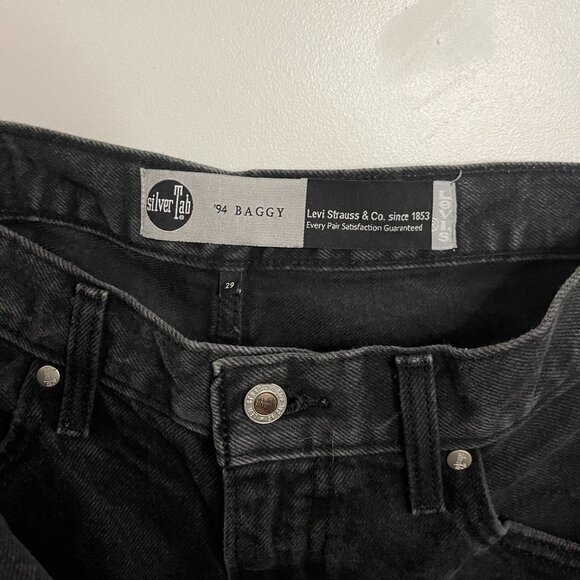 silverTab®
'94 BAGGY
Levi Strauss & Co. since 1853
Every Pair Satisfaction Guaranteed
Levi's
29